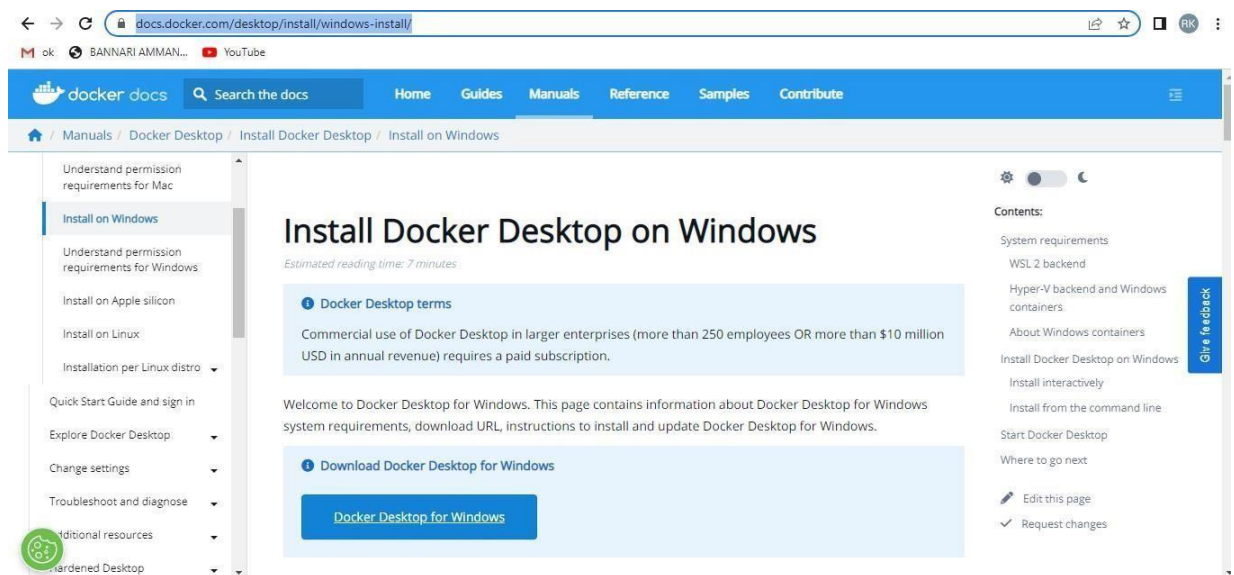 docs.docker.com/desktop/install/windows-install/
RK
ok BANNARI AMMAN... YouTube
docker docs Search the docs Home Guides Manuals Reference Samples Contribute
/ Manuals / Docker Desktop / Install Docker Desktop / Install on Windows
Understand permission
requirements for Mac
Install on Windows
Understand permission
requirements for Windows
Install on Apple silicon
Install on Linux
Installation per Linux distro
Quick Start Guide and sign in
Explore Docker Desktop
Change settings
Troubleshoot and diagnose
dditional resources
ardened Desktop
Install Docker Desktop on Windows
Estimated reading time: 7 minutes
Docker Desktop terms
Commercial use of Docker Desktop in larger enterprises (more than 250 employees OR more than $10 million
USD in annual revenue) requires a paid subscription.
Welcome to Docker Desktop for Windows. This page contains information about Docker Desktop for Windows
system requirements, download URL, instructions to install and update Docker Desktop for Windows.
Download Docker Desktop for Windows
Docker Desktop for Windows
Contents:
System requirements
WSL 2 backend
Hyper-V backend and Windows
containers
About Windows containers
Install Docker Desktop on Windows
Install interactively
Install from the command line
Start Docker Desktop
Where to go next
Edit this page
Request changes
Give feedback